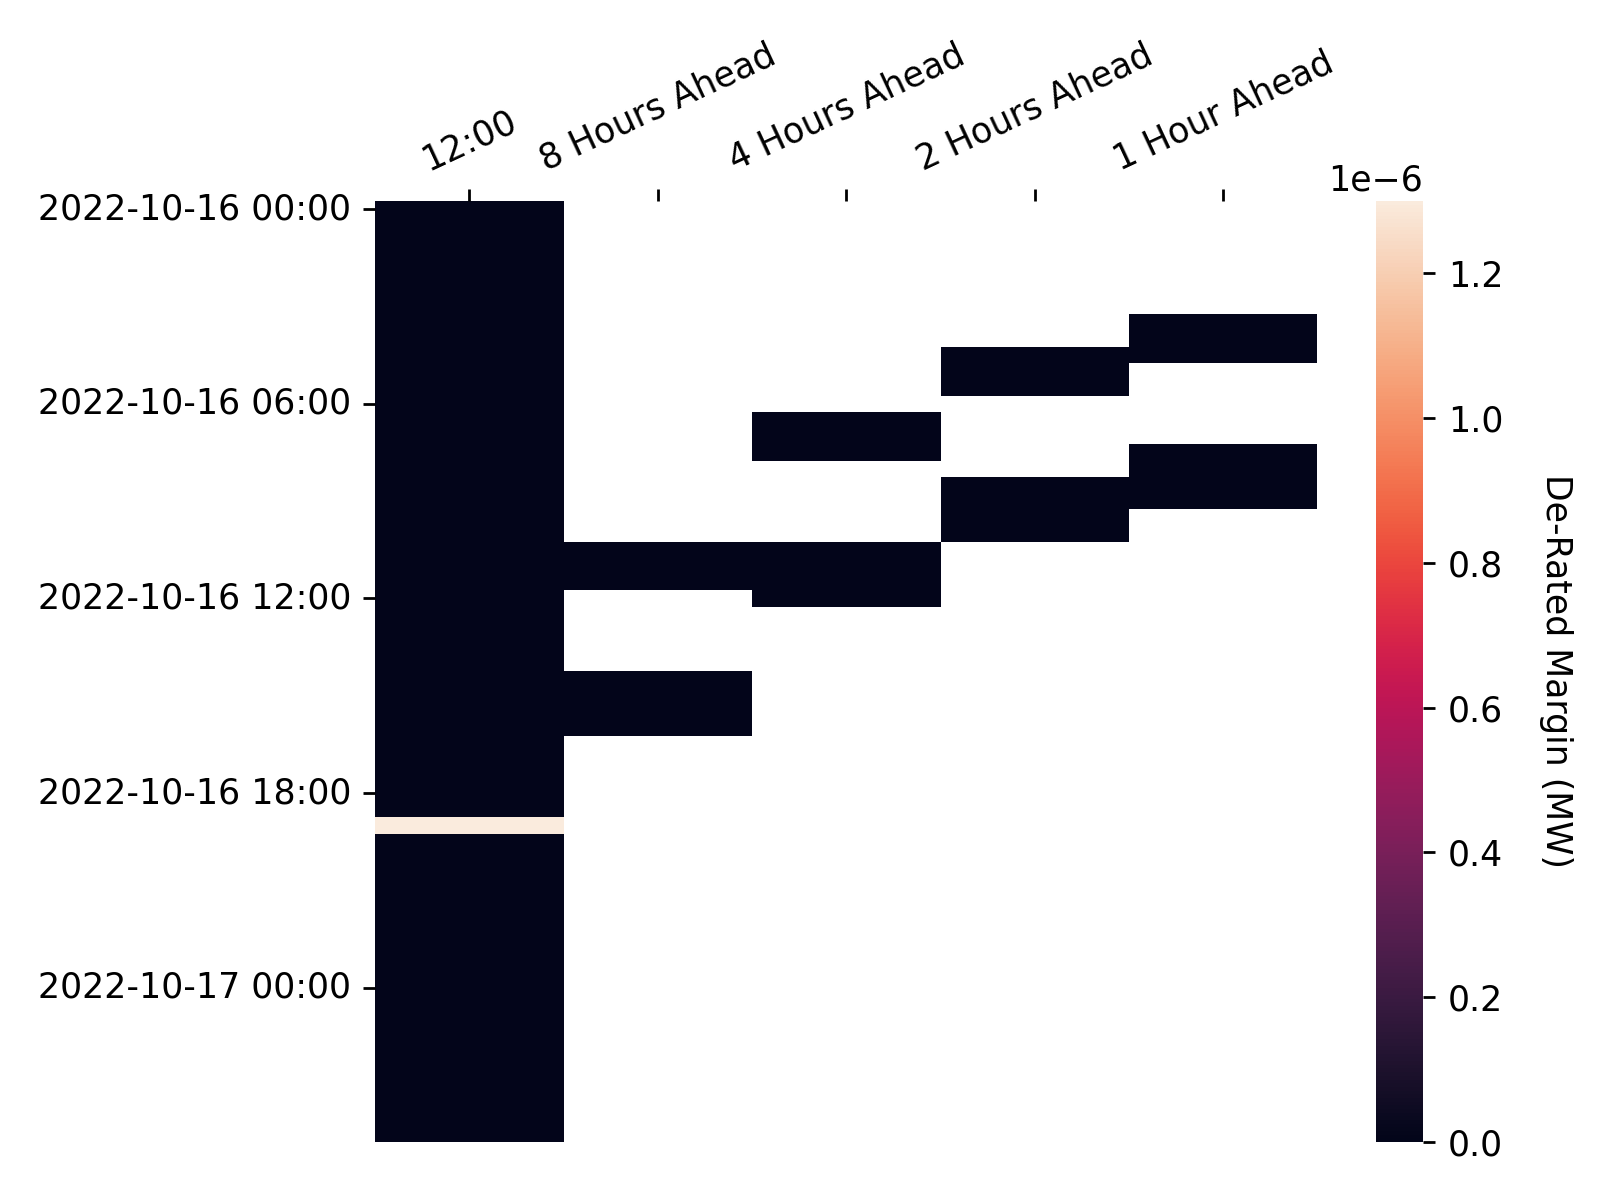 12:00
8 Hours Ahead
4 Hours Ahead
2 Hours Ahead
1 Hour Ahead
1e−6
2022-10-16 00:00
2022-10-16 06:00
2022-10-16 12:00
2022-10-16 18:00
2022-10-17 00:00
1.2
1.0
0.8
0.6
0.4
0.2
0.0
De-Rated Margin (MW)